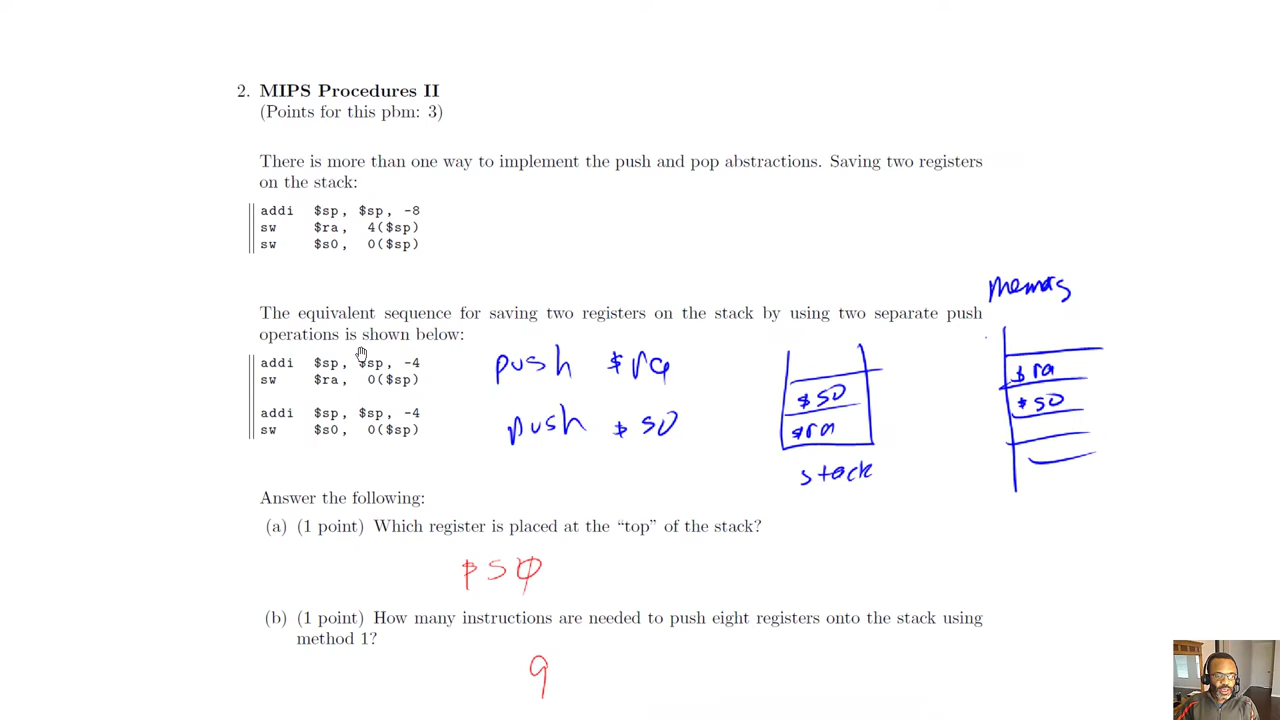 2. MIPS Procedures II
(Points for this pbm: 3)
There is more than one way to implement the push and pop abstractions. Saving two registers
on the stack:
addi $sp, $sp, -8
sw $ra, 4($sp)
sw $s0, 0($sp)
memory
The equivalent sequence for saving two registers on the stack by using two separate push
operations is shown below:
addi $sp, $sp, -4
sw $ra, 0($sp)
addi $sp, $sp, -4
sw $s0, 0($sp)
push $ra
push $s0
$s0
$ra
stack
$ra
$s0
Answer the following:
(a) (1 point) Which register is placed at the “top” of the stack?
$s0
(b) (1 point) How many instructions are needed to push eight registers onto the stack using
method 1?
9